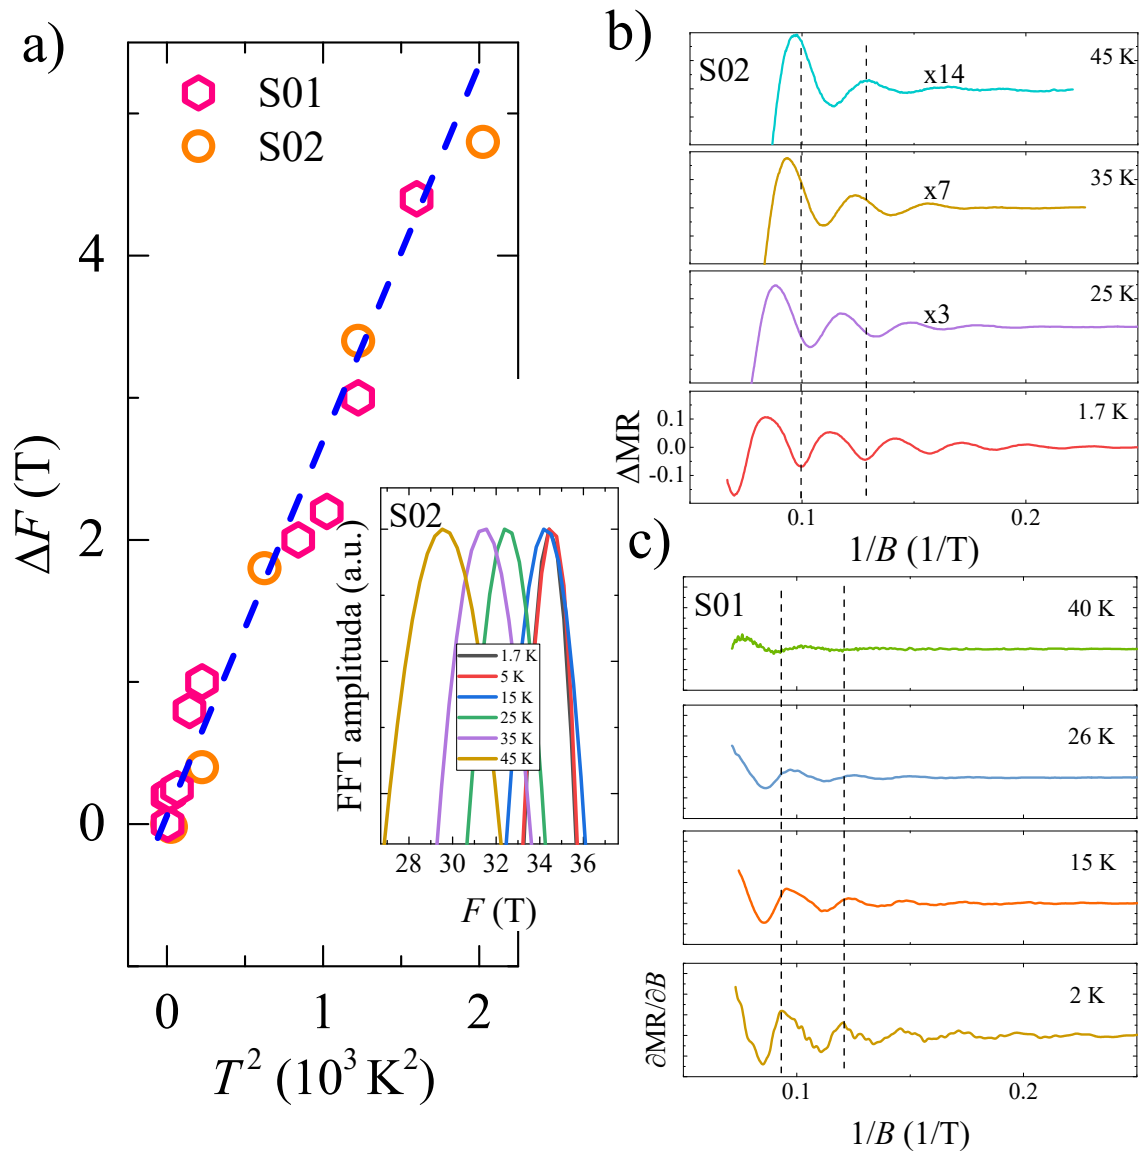 a)
S01
S02
4
2
0
ΔF (T)
0
1
2
T² (10³ K²)
S02
FFT amplituda (a.u.)
1.7 K
5 K
15 K
25 K
35 K
45 K
28
30
32
34
36
F (T)
b)
S02
45 K
x14
35 K
x7
25 K
x3
1.7 K
0.1
0.0
-0.1
ΔMR
0.1
0.2
1/B (1/T)
c)
S01
40 K
26 K
15 K
2 K
∂MR/∂B
0.1
0.2
1/B (1/T)